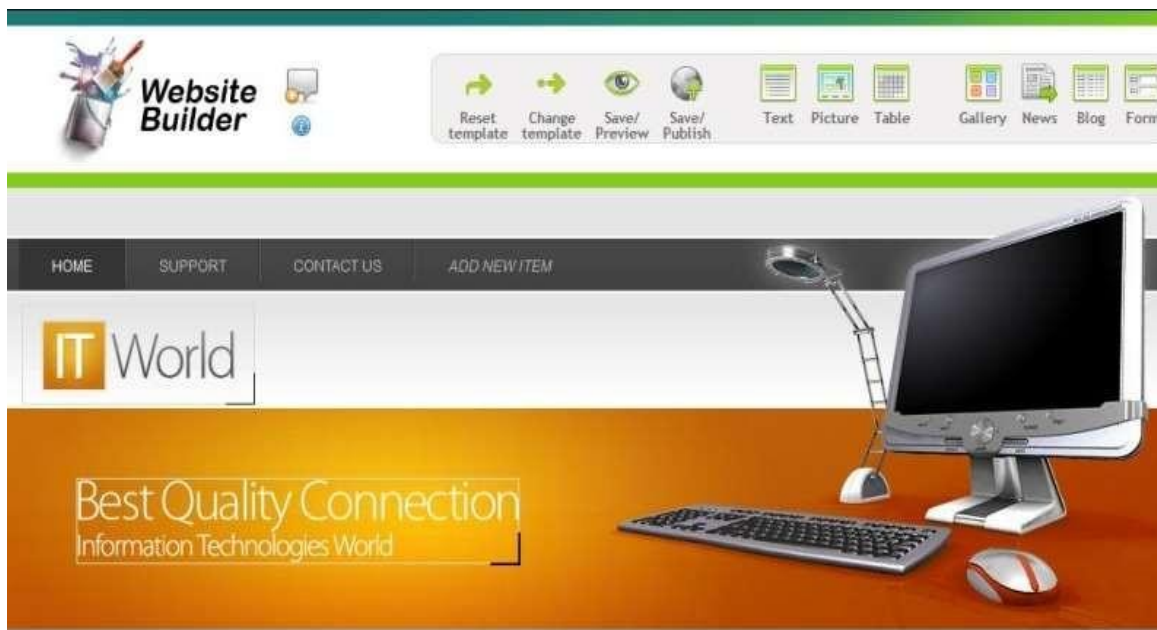 Website
Builder
Reset
template
Change
template
Save/
Preview
Save/
Publish
Text
Picture
Table
Gallery
News
Blog
Form
HOME
SUPPORT
CONTACT US
ADD NEW ITEM
IT World
Best Quality Connection
Information Technologies World